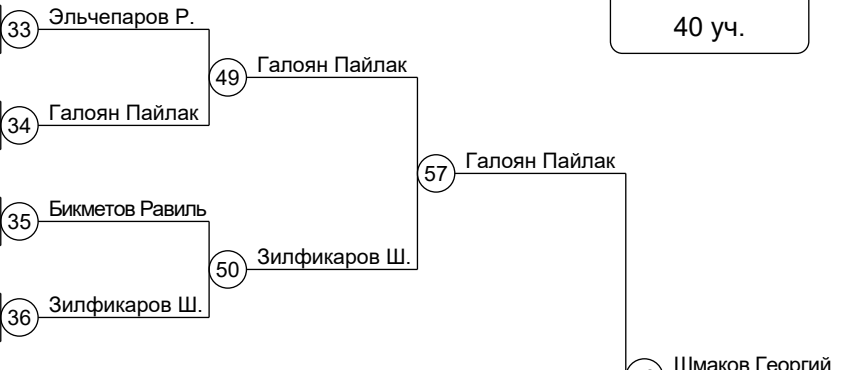 40 уч.
33 Эльчепаров Р.
49 Галоян Пайлак
34 Галоян Пайлак
57 Галоян Пайлак
35 Бикметов Равиль
50 Зилфикаров Ш.
36 Зилфикаров Ш.
Шмаков Георгий